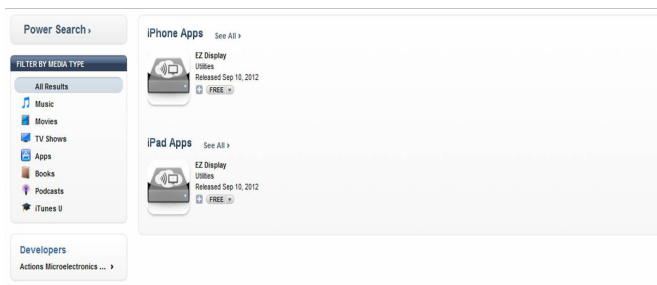 Power Search ›
FILTER BY MEDIA TYPE
All Results
Music
Movies
TV Shows
Apps
Books
Podcasts
iTunes U
Developers
Actions Microelectronics ... ›
iPhone Apps See All ›
EZ Display
Utilities
Released Sep 10, 2012
FREE
iPad Apps See All ›
EZ Display
Utilities
Released Sep 10, 2012
FREE